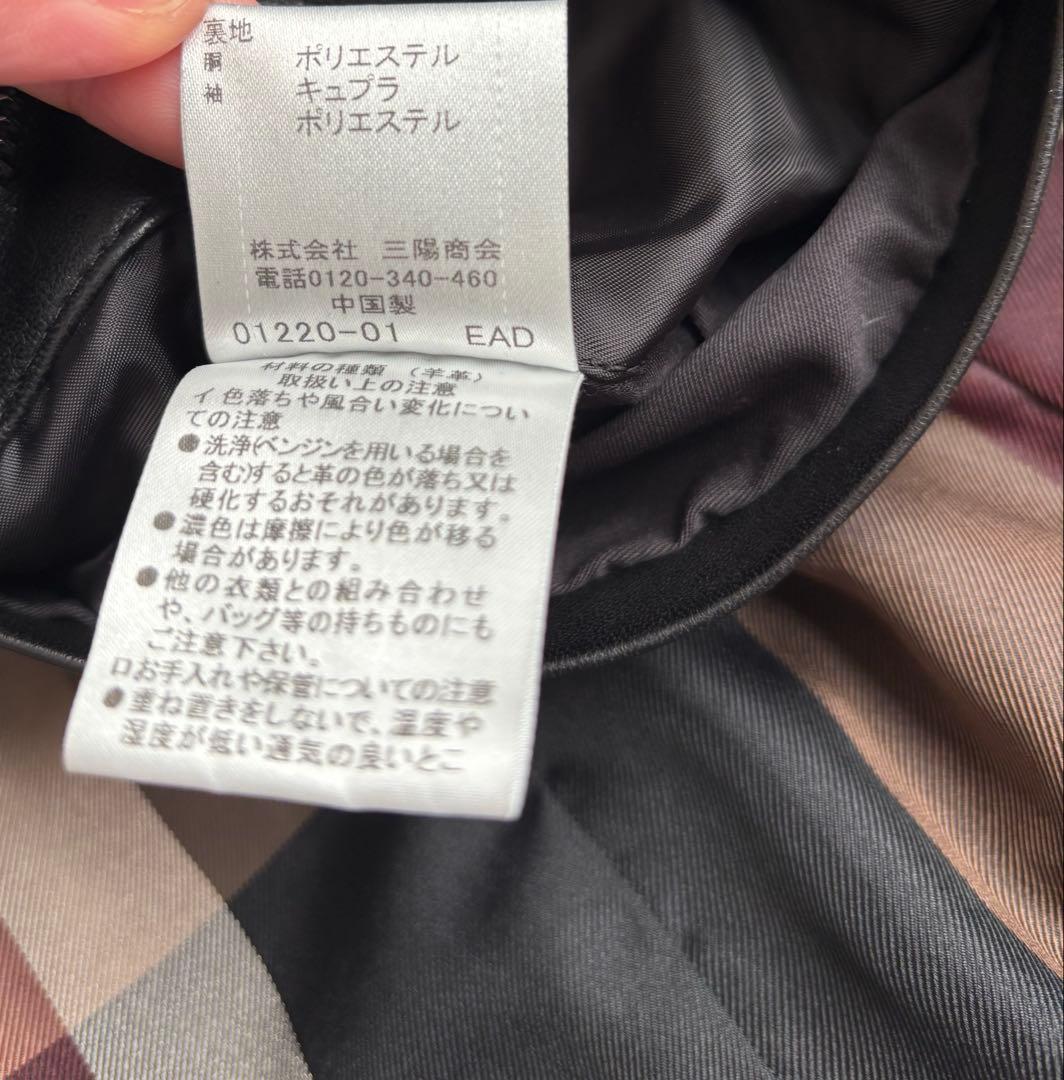 裏地
胴 ポリエステル
袖 キュプラ
ポリエステル
株式会社 三陽商会
電話0120-340-460
中国製
01220-01 EAD
材料の種類 (羊革)
取扱い上の注意
イ色落ちや風合い変化につい
ての注意
●洗浄(ベンジンを用いる場合を
含む)すると革の色が落ち又は
硬化するおそれがあります。
●濃色は摩擦により色が移る
場合があります。
●他の衣類との組み合わせ
や、バッグ等の持ちものにも
ご注意下さい。
ロお手入れや保管についての注意
●重ね置きをしないで、温度や
湿度が低い通気の良いとこ